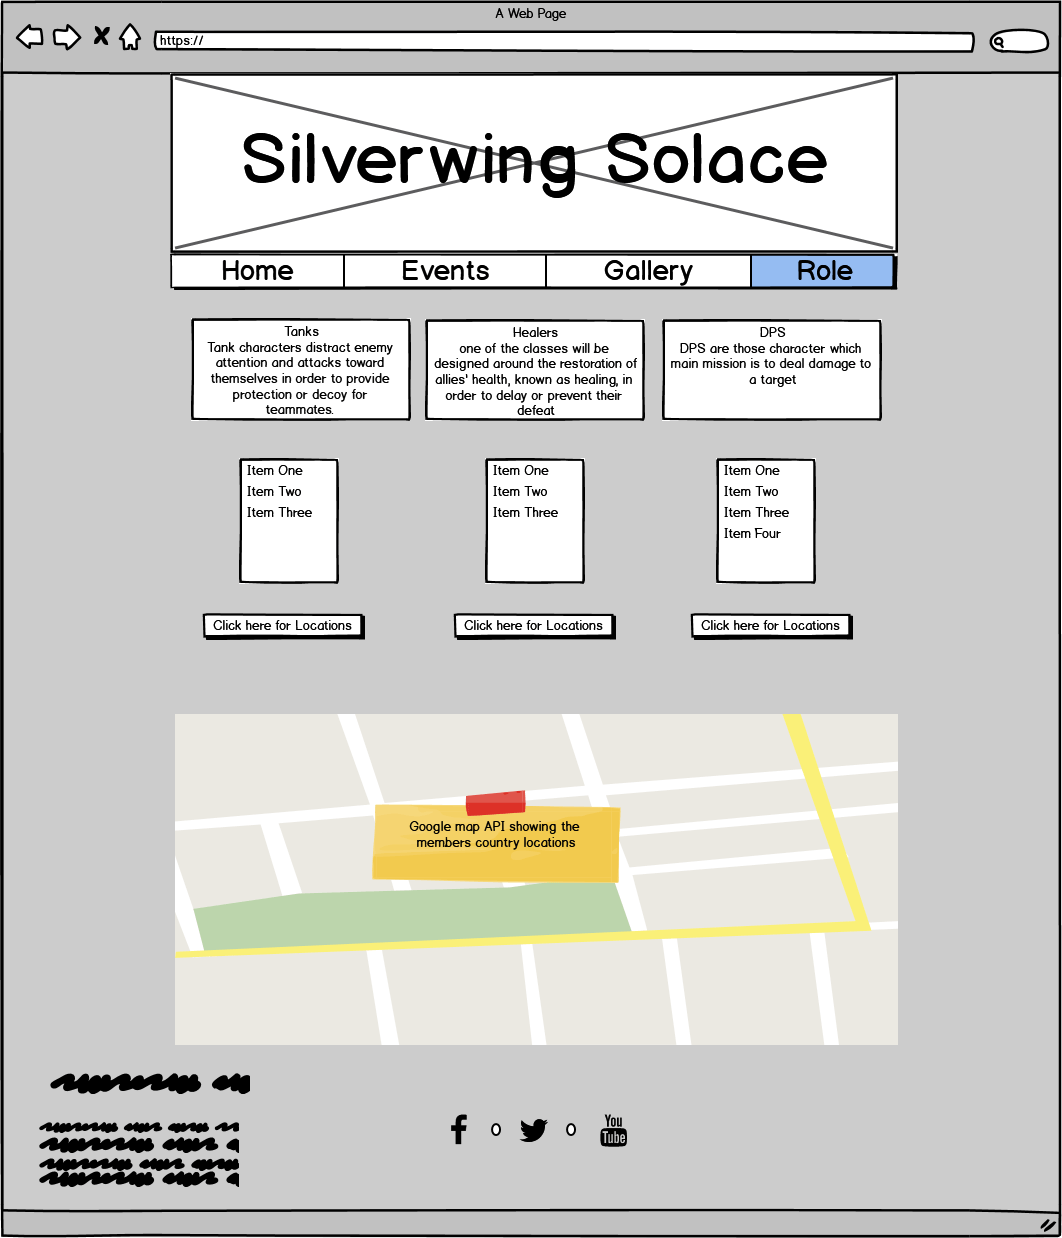 A Web Page
https://
Silverwing Solace
Home Events Gallery Role
Tanks
Tank characters distract enemy
attention and attacks toward
themselves in order to provide
protection or decoy for
teammates.
Healers
one of the classes will be
designed around the restoration of
allies' health, known as healing, in
order to delay or prevent their
defeat
DPS
DPS are those character which
main mission is to deal damage to
a target
Item One
Item Two
Item Three
Item One
Item Two
Item Three
Item One
Item Two
Item Three
Item Four
Click here for Locations
Click here for Locations
Click here for Locations
Google map API showing the
members country locations
You
Tube